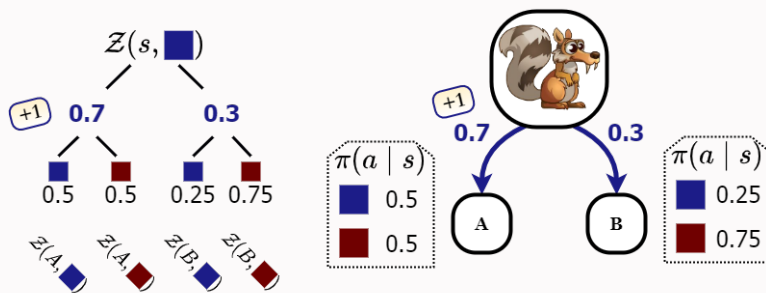 𝒵(s, )
+1 0.7 0.3
0.5 0.5 0.25 0.75
𝒵(A, ) 𝒵(A, ) 𝒵(B, ) 𝒵(B, )
+1
0.7 0.3
π(a | s)
0.5
0.5
A B
π(a | s)
0.25
0.75